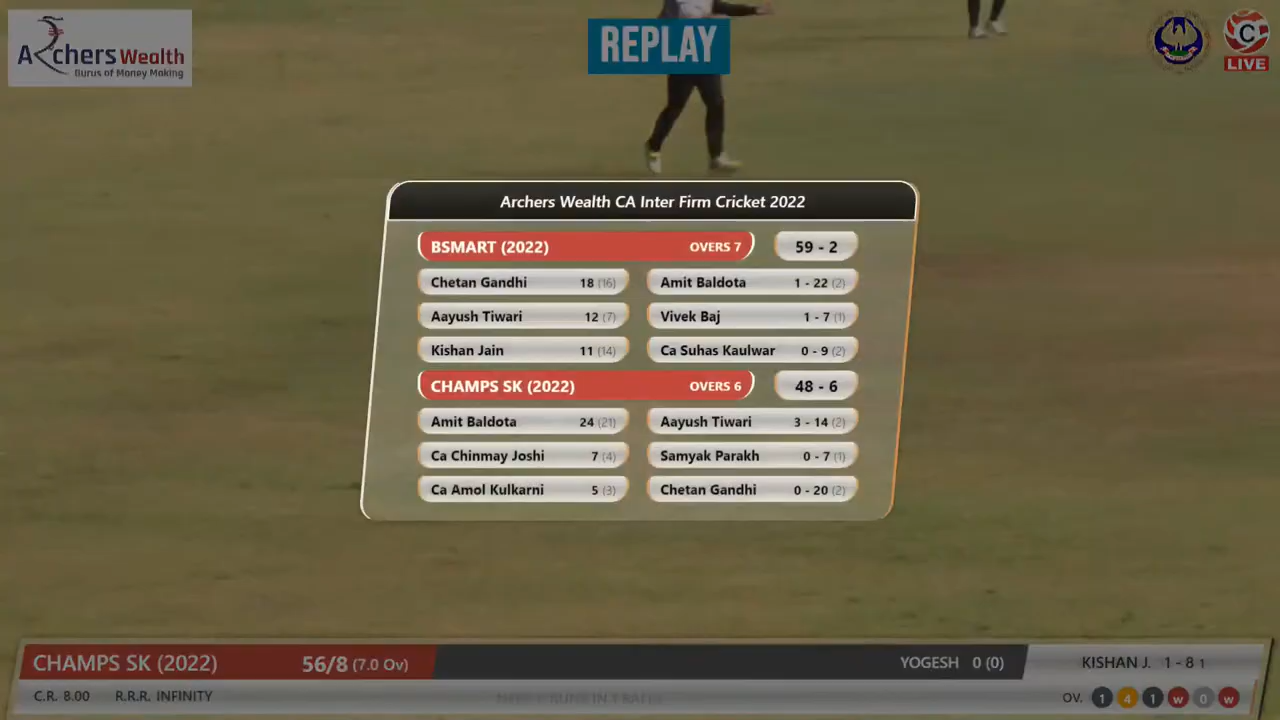 Archers Wealth
Gurus of Money Making
REPLAY
C
LIVE
Archers Wealth CA Inter Firm Cricket 2022
BSMART (2022) OVERS 7 59 - 2
Chetan Gandhi 18 (16) Amit Baldota 1 - 22 (2)
Aayush Tiwari 12 (7) Vivek Baj 1 - 7 (1)
Kishan Jain 11 (14) Ca Suhas Kaulwar 0 - 9 (2)
CHAMPS SK (2022) OVERS 6 48 - 6
Amit Baldota 24 (21) Aayush Tiwari 3 - 14 (2)
Ca Chinmay Joshi 7 (4) Samyak Parakh 0 - 7 (1)
Ca Amol Kulkarni 5 (3) Chetan Gandhi 0 - 20 (2)
CHAMPS SK (2022) 56/8 (7.0 Ov) YOGESH 0 (0) KISHAN J. 1 - 8 1
C.R. 8.00 R.R.R. INFINITY OV. 1 4 1 w 0 w